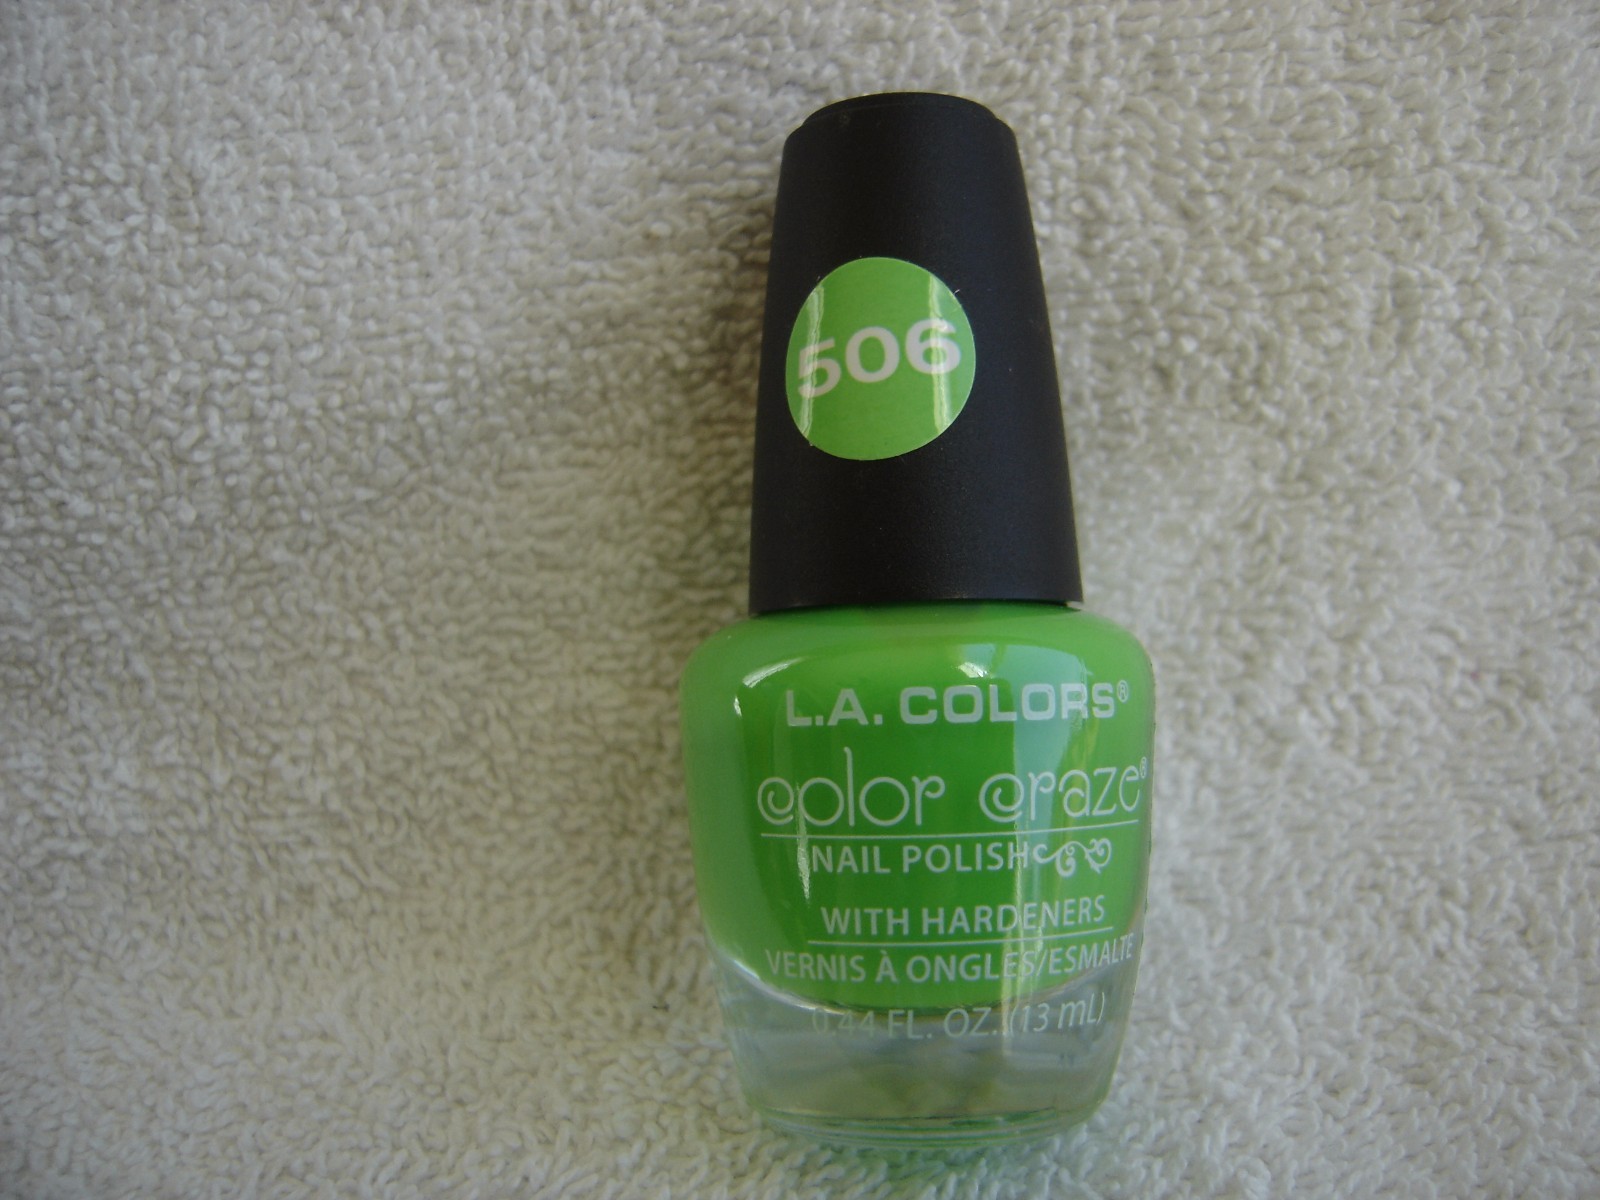 506
L.A. COLORS®
color craze®
NAIL POLISH
WITH HARDENERS
VERNIS À ONGLES/ESMALTE
0.44 FL. OZ. (13 mL)